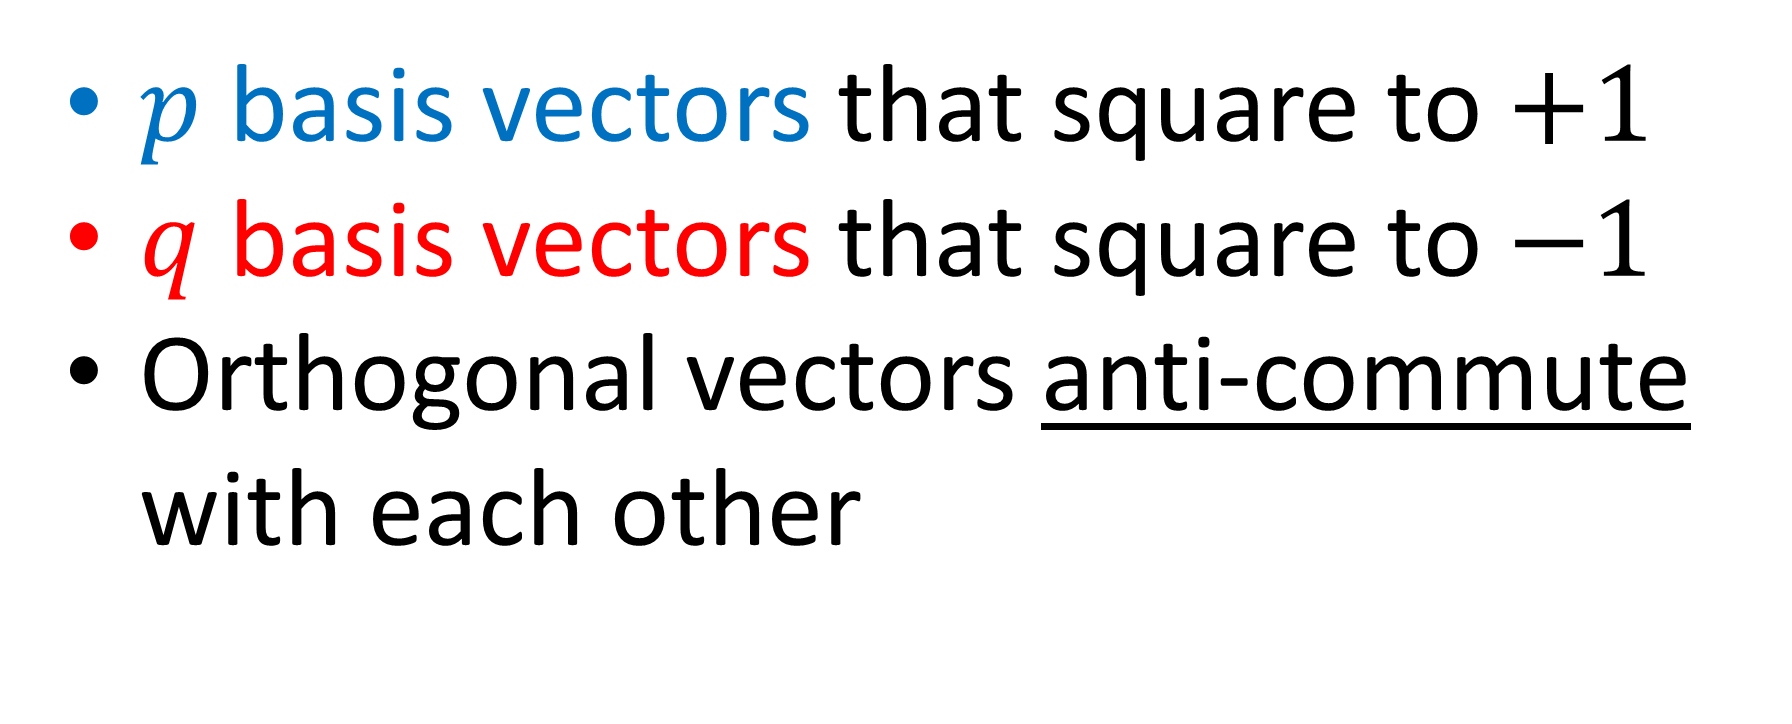 • p basis vectors that square to +1
• q basis vectors that square to −1
• Orthogonal vectors anti-commute
with each other